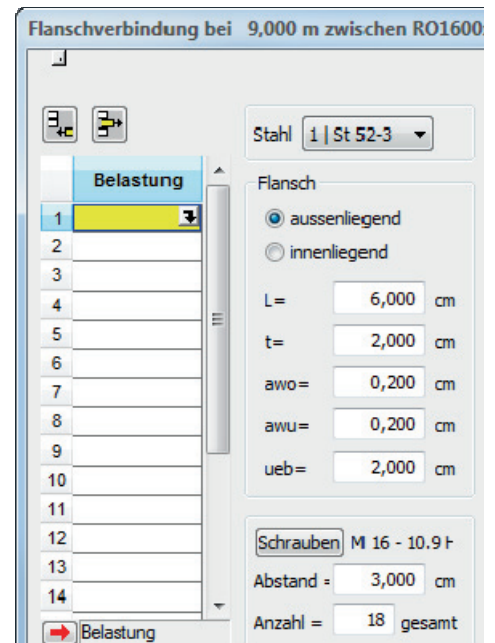 Flanschverbindung bei 9,000 m zwischen RO1600
Stahl 1 | St 52-3
Belastung
1
2
3
4
5
6
7
8
9
10
11
12
13
14
Belastung
Flansch
aussenliegend
innenliegend
L= 6,000 cm
t= 2,000 cm
awo= 0,200 cm
awu= 0,200 cm
ueb= 2,000 cm
Schrauben M 16 - 10.9
Abstand = 3,000 cm
Anzahl = 18 gesamt